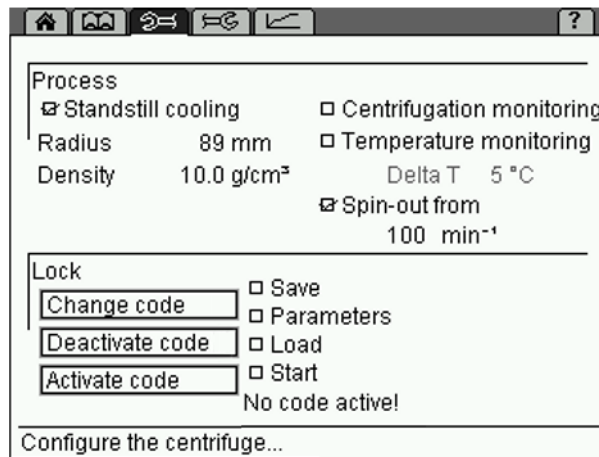 ?
Process
Standstill cooling
Centrifugation monitoring
Radius 89 mm
Temperature monitoring
Density 10.0 g/cm³
Delta T 5 °C
Spin-out from
100 min⁻¹
Lock
Change code
Deactivate code
Activate code
Save
Parameters
Load
Start
No code active!
Configure the centrifuge...